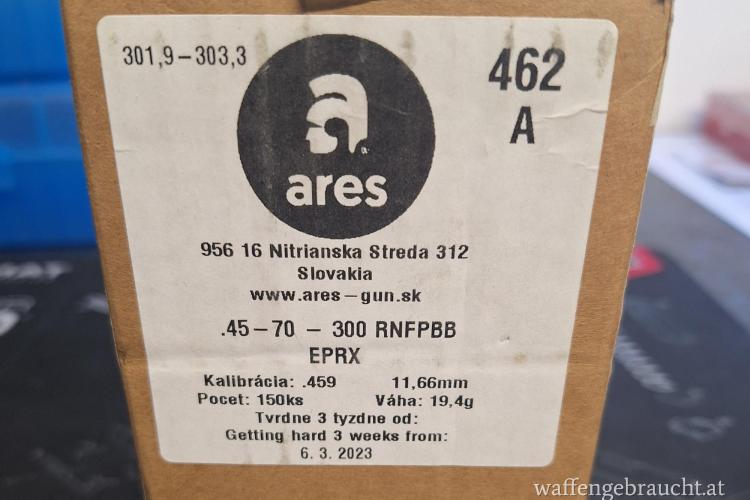 301,9-303,3
462
A
ares
956 16 Nitrianska Streda 312
Slovakia
www.ares-gun.sk
.45-70 - 300 RNFPBB
EPRX
Kalibrácia: .459 11,66mm
Pocet: 150ks Váha: 19,4g
Tvrdne 3 tyzdne od:
Getting hard 3 weeks from:
6. 3. 2023
waffengebraucht.at